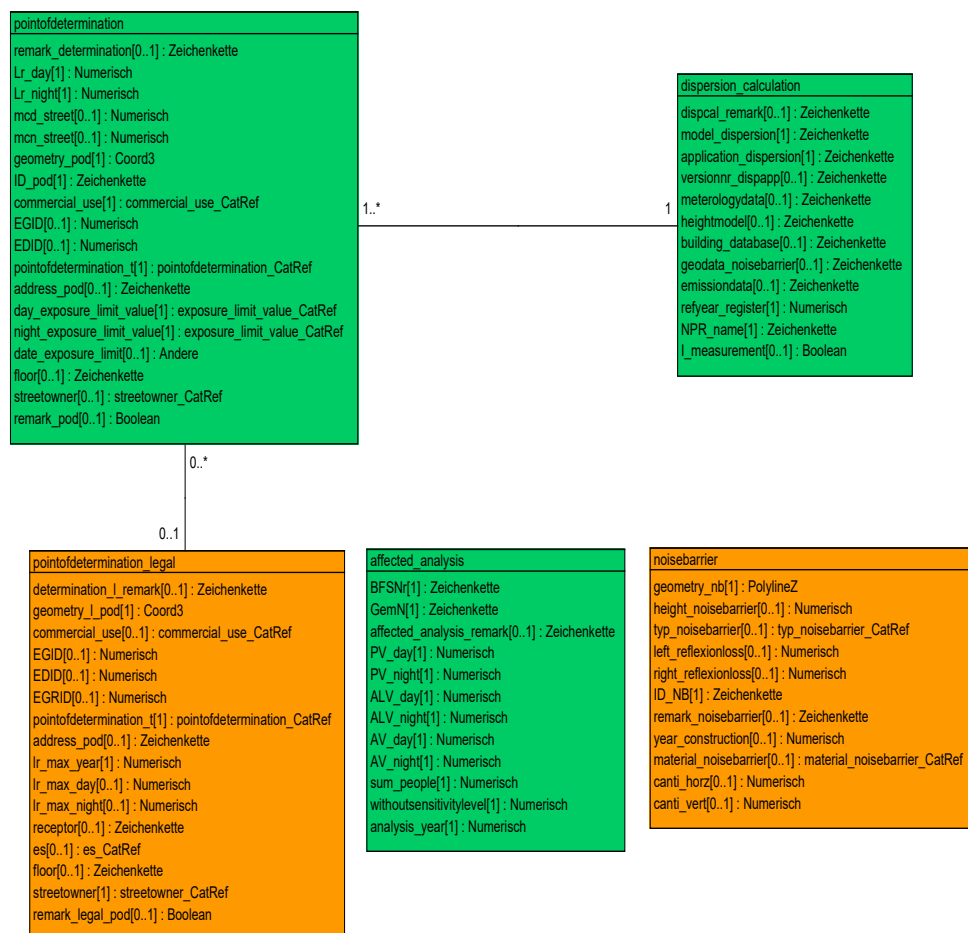 pointofdetermination
remark_determination[0..1] : Zeichenkette
Lr_day[1] : Numerisch
Lr_night[1] : Numerisch
mcd_street[0..1] : Numerisch
mcn_street[0..1] : Numerisch
geometry_pod[1] : Coord3
ID_pod[1] : Zeichenkette
commercial_use[1] : commercial_use_CatRef
EGID[0..1] : Numerisch
EDID[0..1] : Numerisch
pointofdetermination_t[1] : pointofdetermination_CatRef
address_pod[0..1] : Zeichenkette
day_exposure_limit_value[1] : exposure_limit_value_CatRef
night_exposure_limit_value[1] : exposure_limit_value_CatRef
date_exposure_limit[0..1] : Andere
floor[0..1] : Zeichenkette
streetowner[0..1] : streetowner_CatRef
remark_pod[0..1] : Boolean
1..*
1
dispersion_calculation
dispcal_remark[0..1] : Zeichenkette
model_dispersion[1] : Zeichenkette
application_dispersion[1] : Zeichenkette
versionnr_dispapp[0..1] : Zeichenkette
meterologydata[0..1] : Zeichenkette
heightmodel[0..1] : Zeichenkette
building_database[0..1] : Zeichenkette
geodata_noisebarrier[0..1] : Zeichenkette
emissiondata[0..1] : Zeichenkette
refyear_register[1] : Numerisch
NPR_name[1] : Zeichenkette
I_measurement[0..1] : Boolean
0..*
0..1
pointofdetermination_legal
determination_l_remark[0..1] : Zeichenkette
geometry_l_pod[1] : Coord3
commercial_use[0..1] : commercial_use_CatRef
EGID[0..1] : Numerisch
EDID[0..1] : Numerisch
EGRID[0..1] : Numerisch
pointofdetermination_t[1] : pointofdetermination_CatRef
address_pod[0..1] : Zeichenkette
lr_max_year[1] : Numerisch
lr_max_day[0..1] : Numerisch
lr_max_night[0..1] : Numerisch
receptor[0..1] : Zeichenkette
es[0..1] : es_CatRef
floor[0..1] : Zeichenkette
streetowner[1] : streetowner_CatRef
remark_legal_pod[0..1] : Boolean
affected_analysis
BFSNr[1] : Zeichenkette
GemN[1] : Zeichenkette
affected_analysis_remark[0..1] : Zeichenkette
PV_day[1] : Numerisch
PV_night[1] : Numerisch
ALV_day[1] : Numerisch
ALV_night[1] : Numerisch
AV_day[1] : Numerisch
AV_night[1] : Numerisch
sum_people[1] : Numerisch
withoutsensitivitylevel[1] : Numerisch
analysis_year[1] : Numerisch
noisebarrier
geometry_nb[1] : PolylineZ
height_noisebarrier[0..1] : Numerisch
typ_noisebarrier[0..1] : typ_noisebarrier_CatRef
left_reflexionloss[0..1] : Numerisch
right_reflexionloss[0..1] : Numerisch
ID_NB[1] : Zeichenkette
remark_noisebarrier[0..1] : Zeichenkette
year_construction[0..1] : Numerisch
material_noisebarrier[0..1] : material_noisebarrier_CatRef
canti_horz[0..1] : Numerisch
canti_vert[0..1] : Numerisch